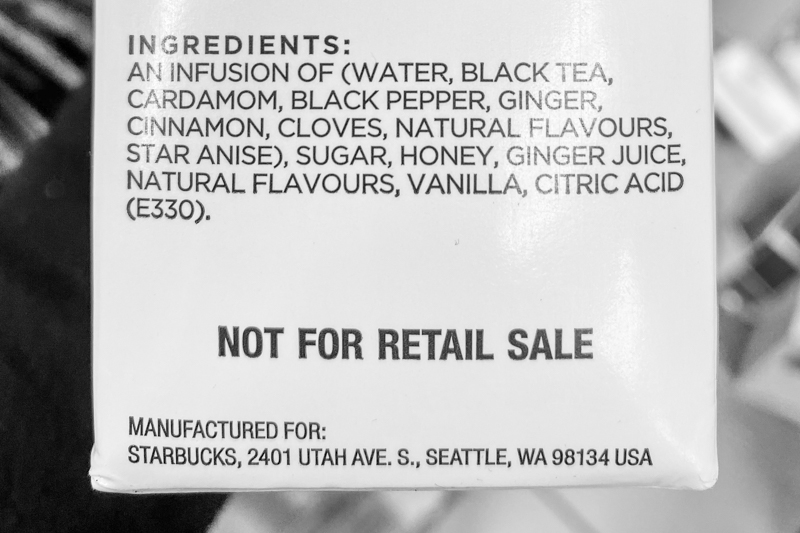 INGREDIENTS:
AN INFUSION OF (WATER, BLACK TEA,
CARDAMOM, BLACK PEPPER, GINGER,
CINNAMON, CLOVES, NATURAL FLAVOURS,
STAR ANISE), SUGAR, HONEY, GINGER JUICE,
NATURAL FLAVOURS, VANILLA, CITRIC ACID
(E330).
NOT FOR RETAIL SALE
MANUFACTURED FOR:
STARBUCKS, 2401 UTAH AVE. S., SEATTLE, WA 98134 USA